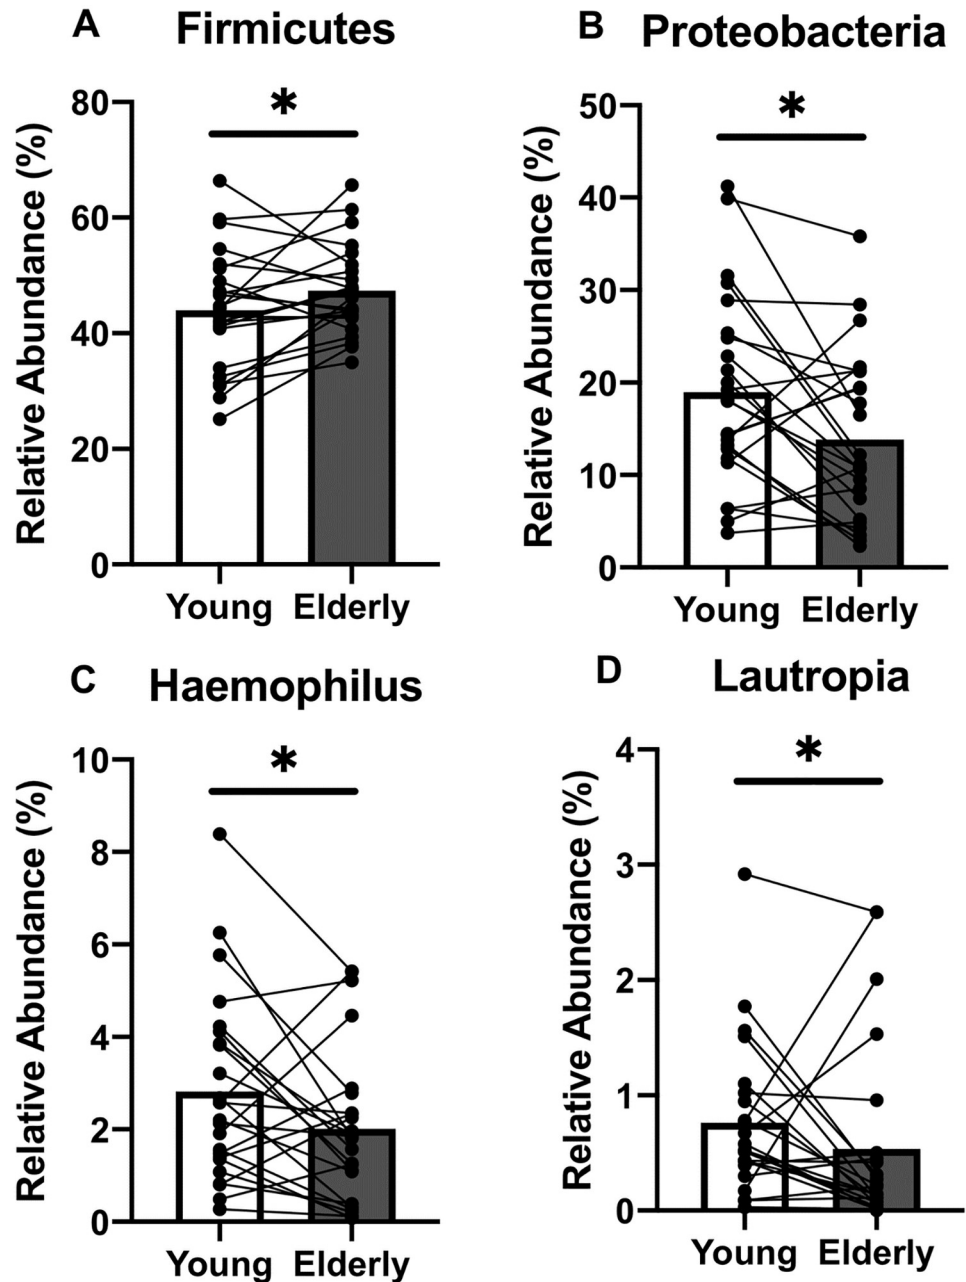 A Firmicutes
Relative Abundance (%)
*
80
60
40
20
0
Young Elderly
B Proteobacteria
Relative Abundance (%)
*
50
40
30
20
10
0
Young Elderly
C Haemophilus
Relative Abundance (%)
*
10
8
6
4
2
0
Young Elderly
D Lautropia
Relative Abundance (%)
*
4
3
2
1
0
Young Elderly